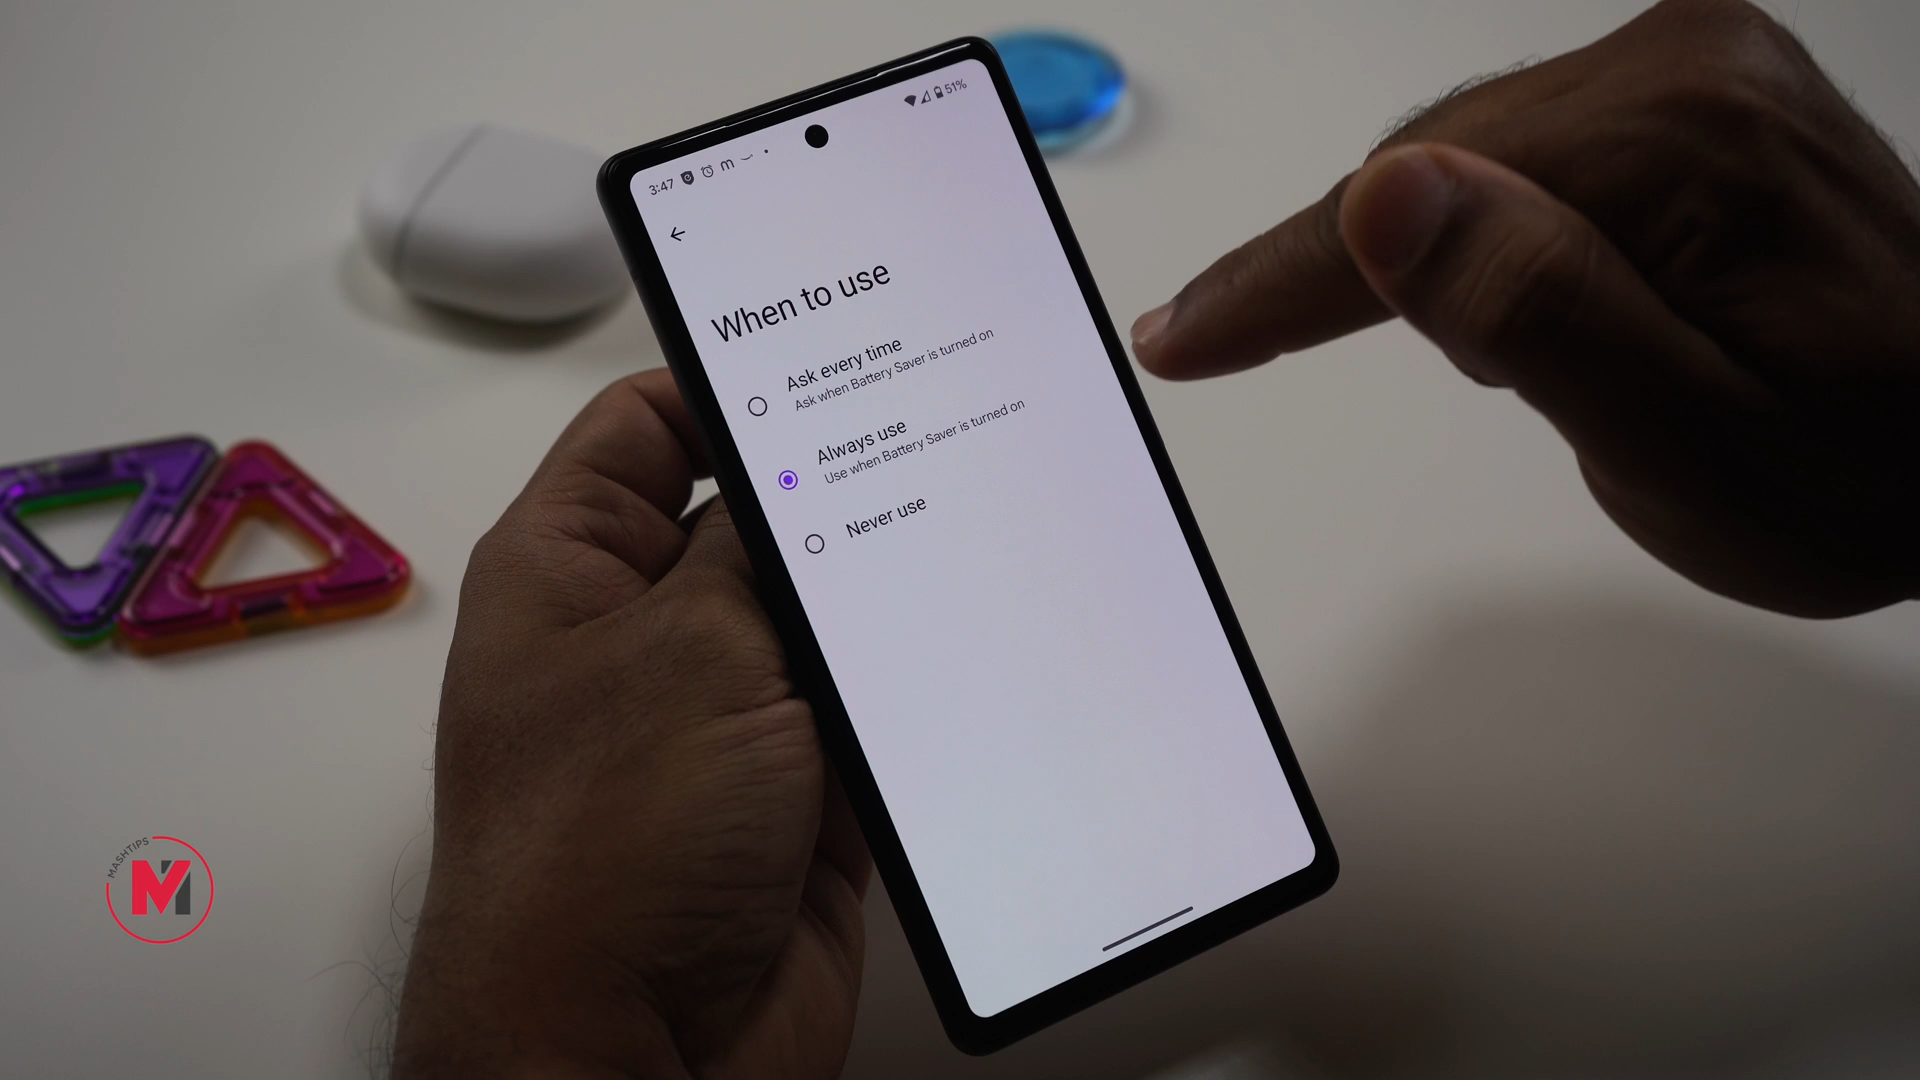 3:47 m
51%
When to use
Ask every time
Ask when Battery Saver is turned on
Always use
Use when Battery Saver is turned on
Never use
MASHTIPS
M